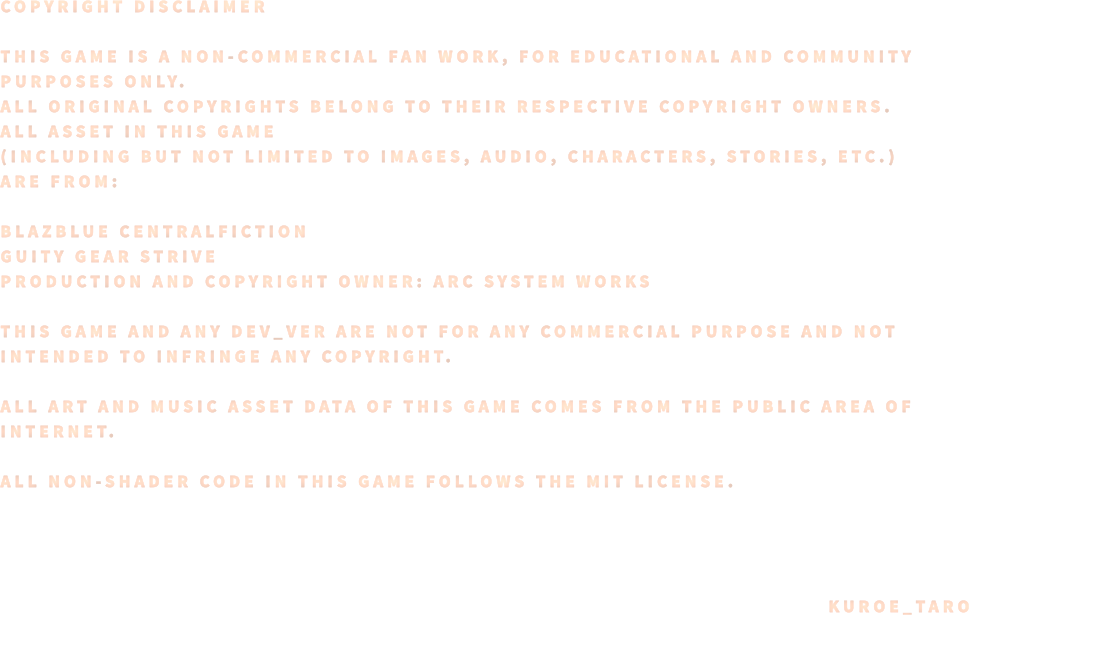 COPYRIGHT DISCLAIMER
THIS GAME IS A NON-COMMERCIAL FAN WORK, FOR EDUCATIONAL AND COMMUNITY
PURPOSES ONLY.
ALL ORIGINAL COPYRIGHTS BELONG TO THEIR RESPECTIVE COPYRIGHT OWNERS.
ALL ASSET IN THIS GAME
(INCLUDING BUT NOT LIMITED TO IMAGES, AUDIO, CHARACTERS, STORIES, ETC.)
ARE FROM:
BLAZBLUE CENTRALFICTION
GUITY GEAR STRIVE
PRODUCTION AND COPYRIGHT OWNER: ARC SYSTEM WORKS
THIS GAME AND ANY DEV_VER ARE NOT FOR ANY COMMERCIAL PURPOSE AND NOT
INTENDED TO INFRINGE ANY COPYRIGHT.
ALL ART AND MUSIC ASSET DATA OF THIS GAME COMES FROM THE PUBLIC AREA OF
INTERNET.
ALL NON-SHADER CODE IN THIS GAME FOLLOWS THE MIT LICENSE.
KUROE_TARO